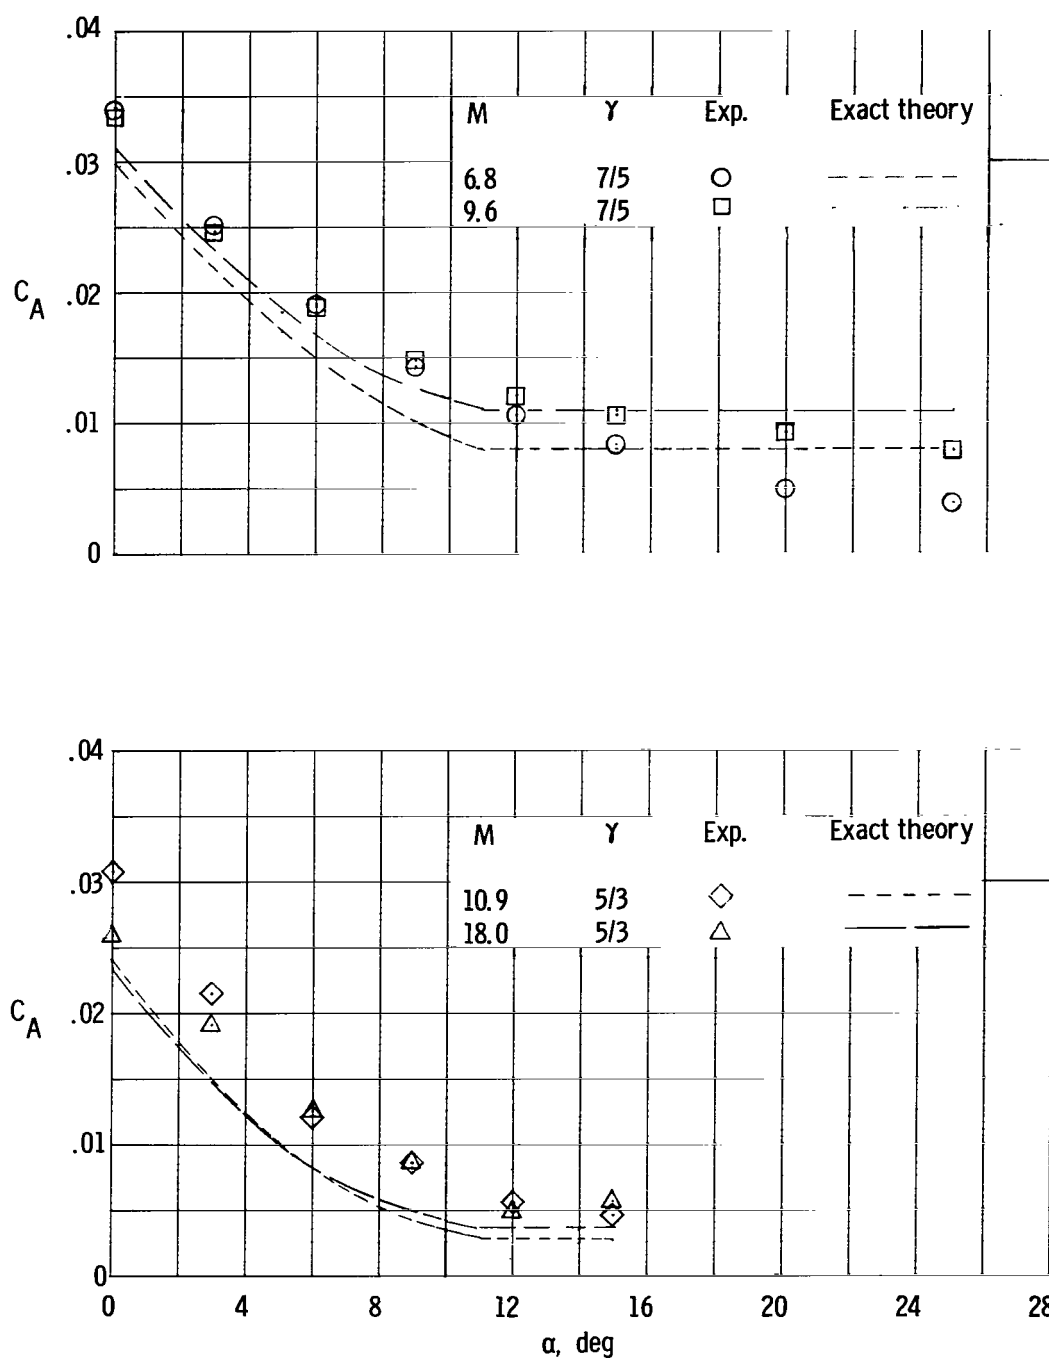 .04
M γ Exp. Exact theory
.03
6.8 7/5
9.6 7/5
C_A .02
.01
0
.04
M γ Exp. Exact theory
.03
10.9 5/3
18.0 5/3
C_A .02
.01
0
0 4 8 12 16 20 24 28
α, deg